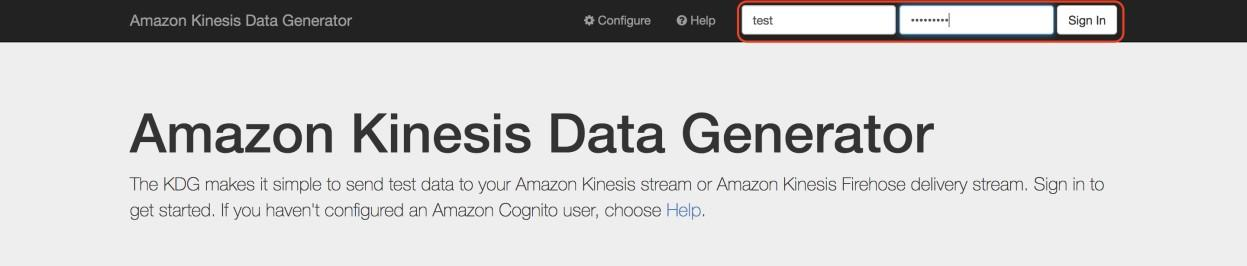 Amazon Kinesis Data Generator Configure Help test ••••••••• Sign In
Amazon Kinesis Data Generator
The KDG makes it simple to send test data to your Amazon Kinesis stream or Amazon Kinesis Firehose delivery stream. Sign in to
get started. If you haven't configured an Amazon Cognito user, choose Help.